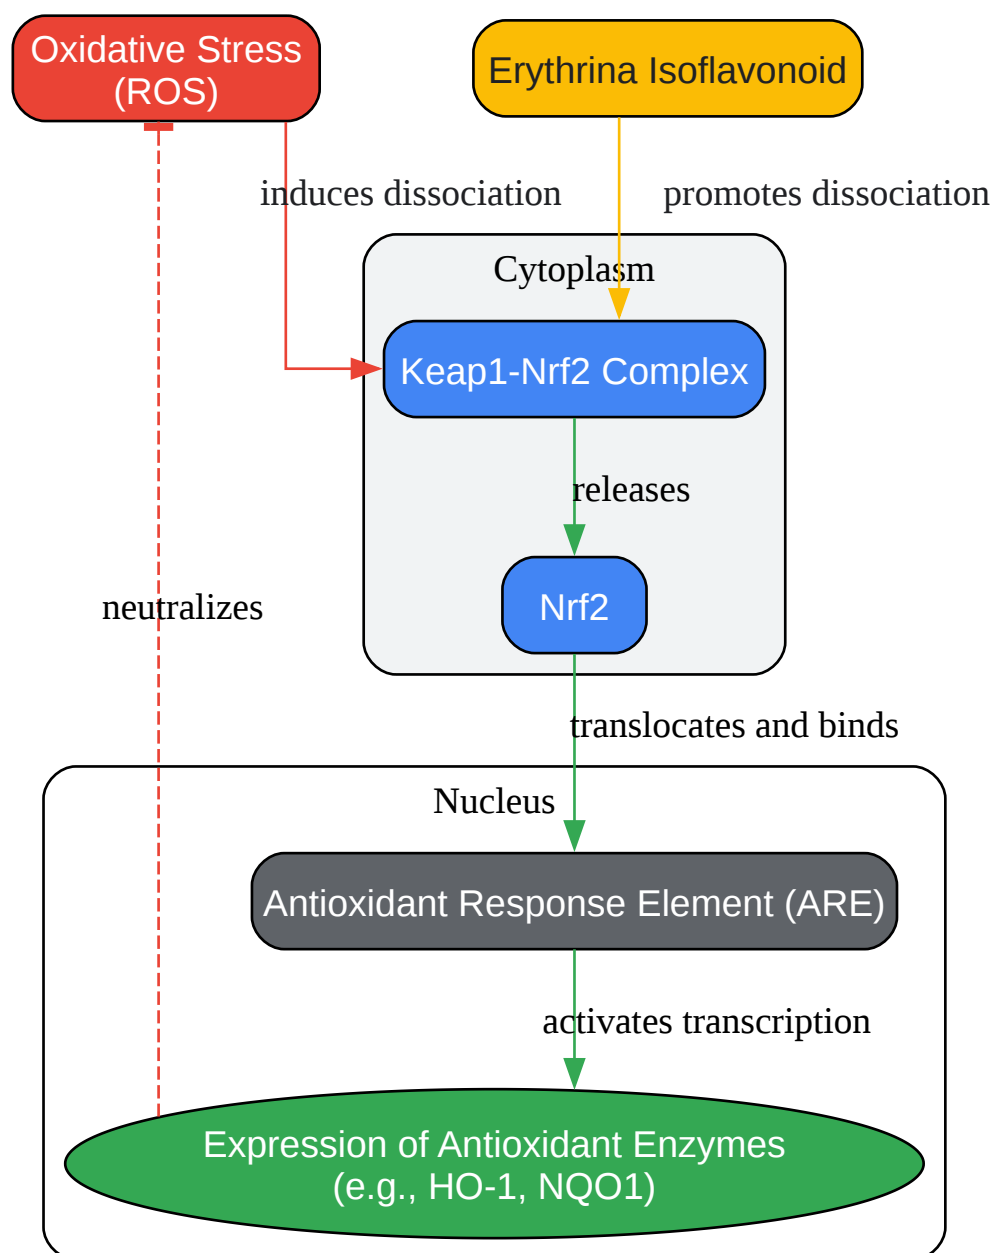 Oxidative Stress
(ROS)
Erythrina Isoflavonoid
induces dissociation
promotes dissociation
Cytoplasm
Keap1-Nrf2 Complex
releases
Nrf2
neutralizes
translocates and binds
Nucleus
Antioxidant Response Element (ARE)
activates transcription
Expression of Antioxidant Enzymes
(e.g., HO-1, NQO1)